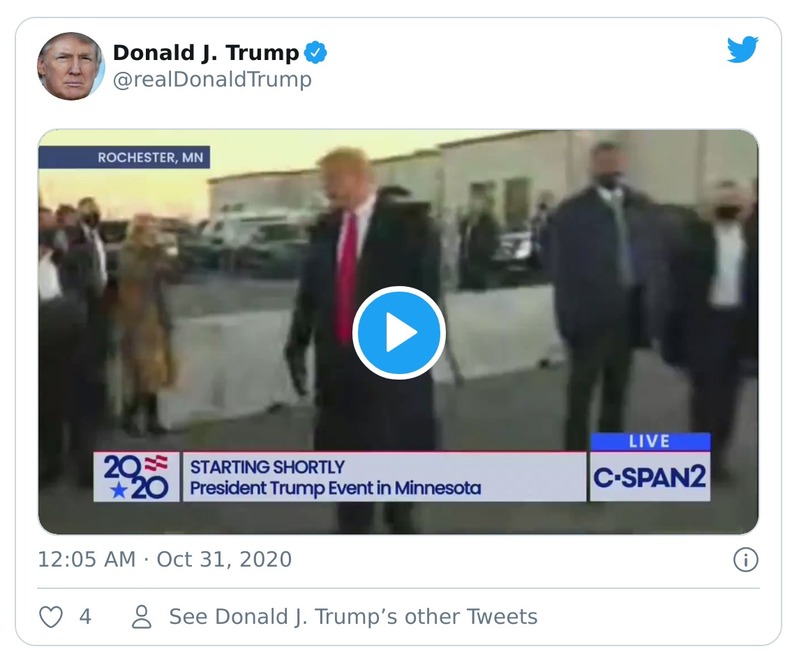 Donald J. Trump
@realDonaldTrump
ROCHESTER, MN
LIVE
2020
STARTING SHORTLY
President Trump Event in Minnesota
C·SPAN2
12:05 AM · Oct 31, 2020
4
See Donald J. Trump’s other Tweets